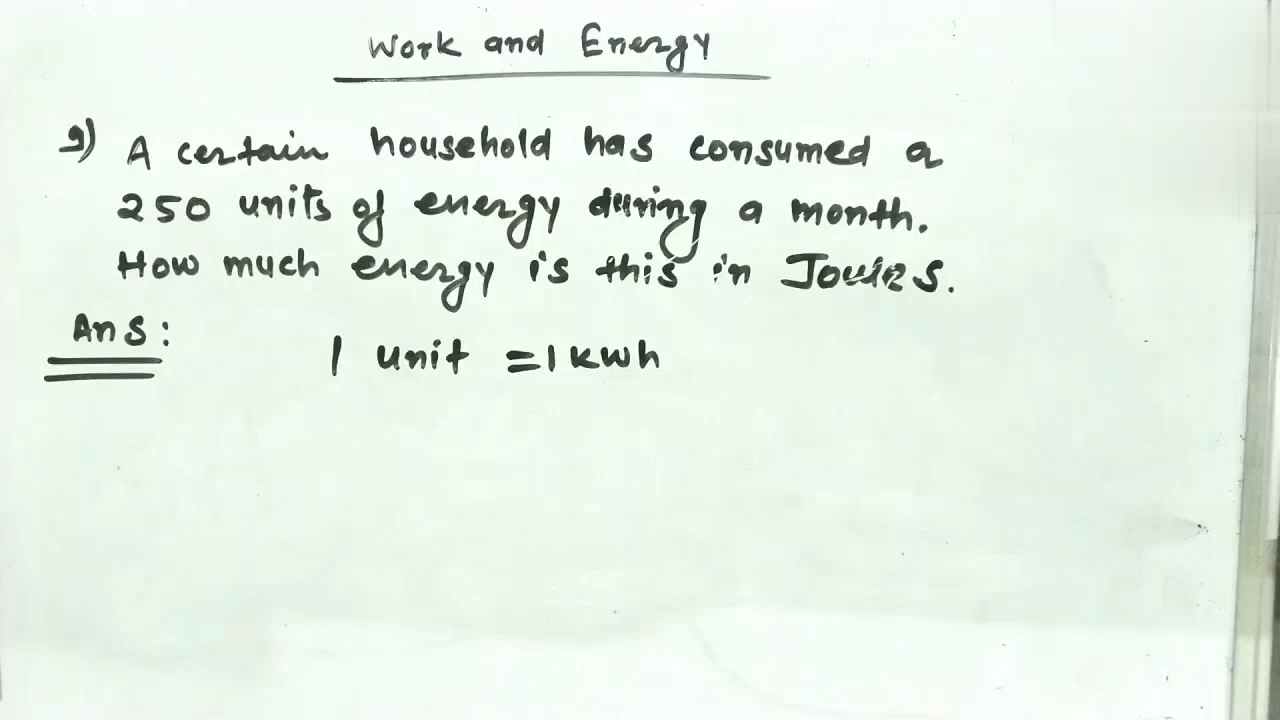 Work and Energy
9) A certain household has consumed a
250 units of energy during a month.
How much energy is this in Joules.
Ans:
1 unit = 1 kwh